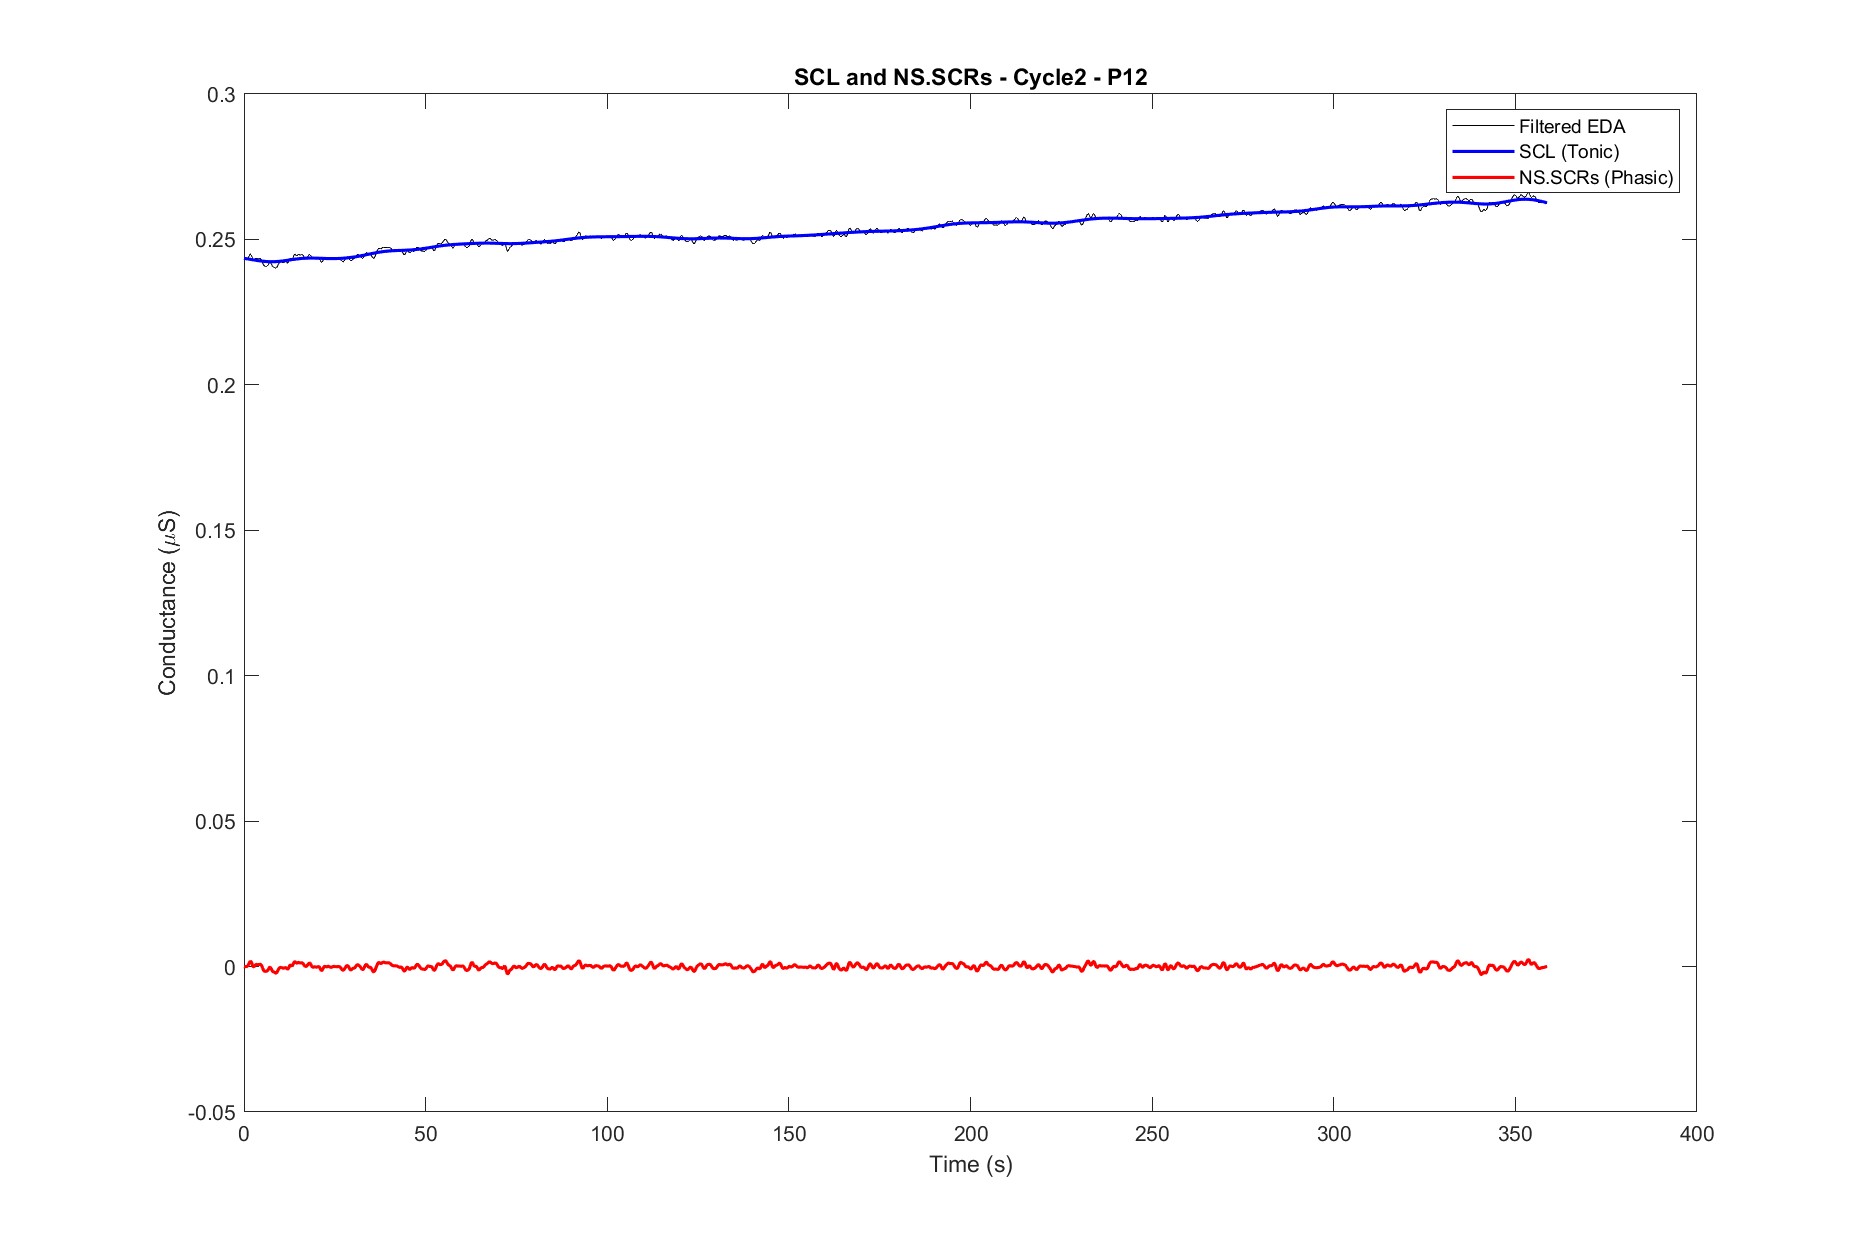 SCL and NS.SCRs - Cycle2 - P12
0.3
0.25
0.2
0.15
0.1
0.05
0
-0.05
Conductance (μS)
Filtered EDA
SCL (Tonic)
NS.SCRs (Phasic)
0 50 100 150 200 250 300 350 400
Time (s)